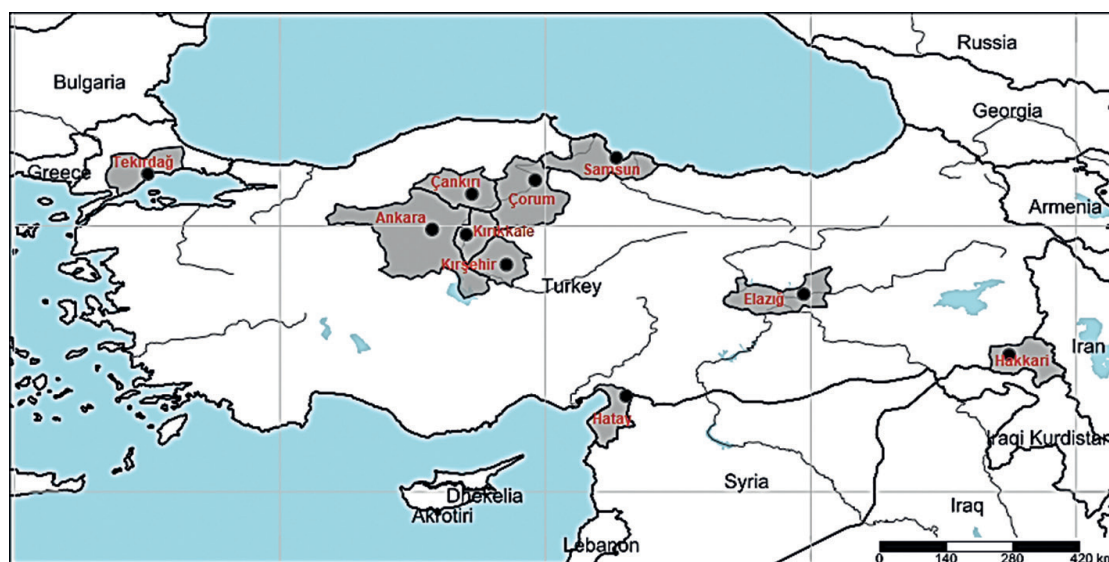 Russia
Bulgaria
Georgia
Greece
Tekirdağ
Samsun
Çankırı
Çorum
Armenia
Ankara
Kırıkkale
Kırşehir
Turkey
Elazığ
Iran
Hakkari
Hatay
Iraqi Kurdistan
Syria
Dhekelia
Akrotiri
Iraq
Lebanon
0 140 280 420 km